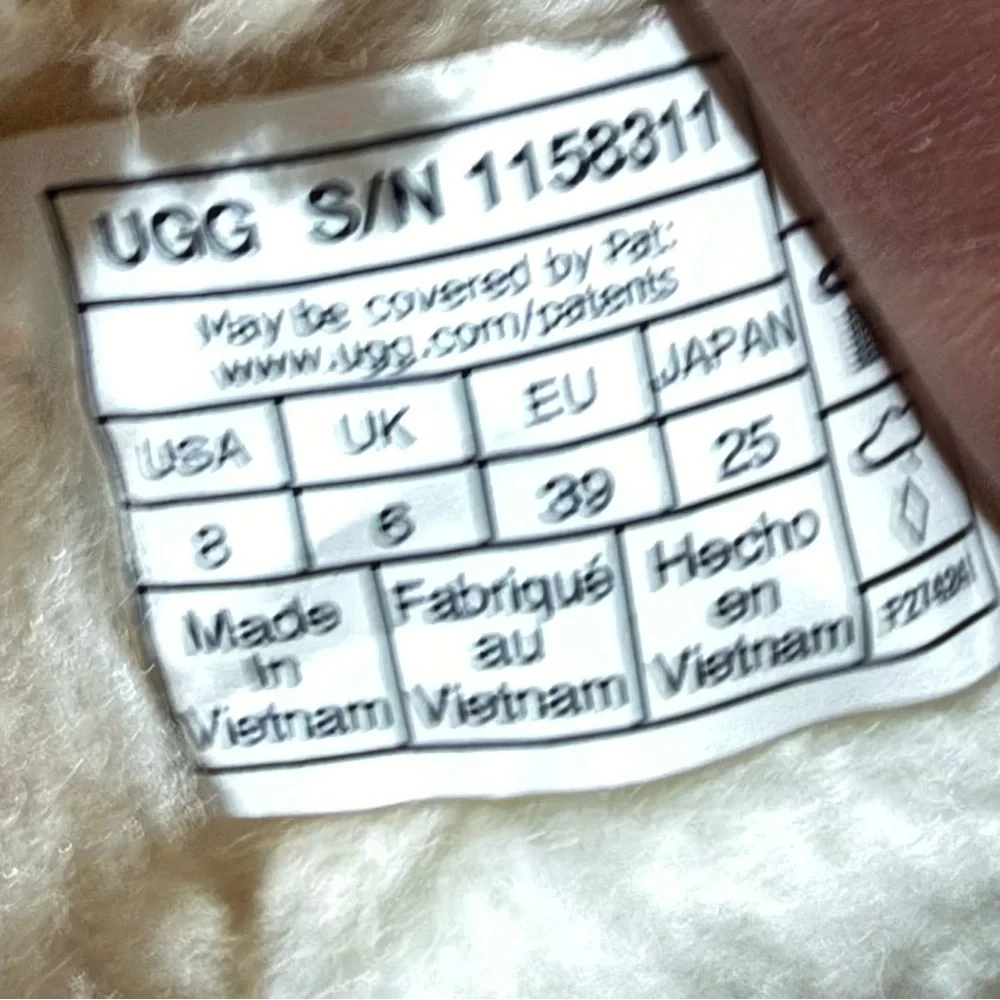 UGG S/N 1158311
May be covered by Pat:
www.ugg.com/patents
USA UK EU JAPAN
8 6 39 25
Made
In
Vietnam
Fabriqué
au
Vietnam
Hecho
en
Vietnam